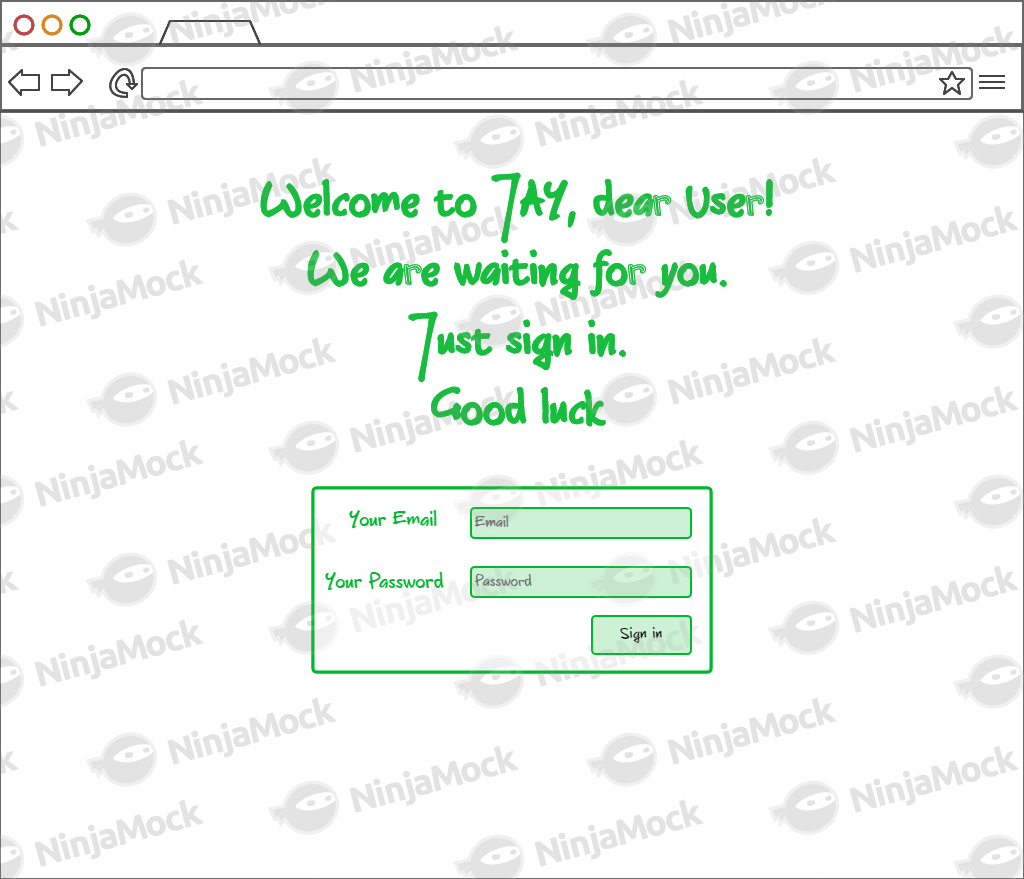 Welcome to JAY, dear User!
We are waiting for you.
Just sign in.
Good luck
Your Email
Email
Your Password
Password
Sign in
NinjaMock